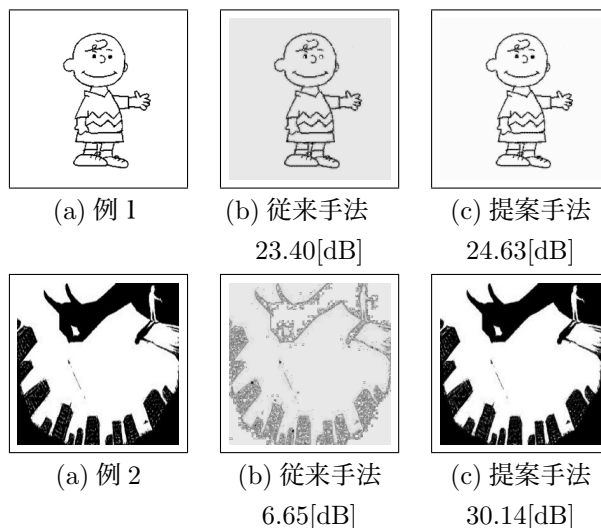 (a) 例 1
(b) 従来手法
(c) 提案手法
23.40[dB]
24.63[dB]
(a) 例 2
(b) 従来手法
(c) 提案手法
6.65[dB]
30.14[dB]